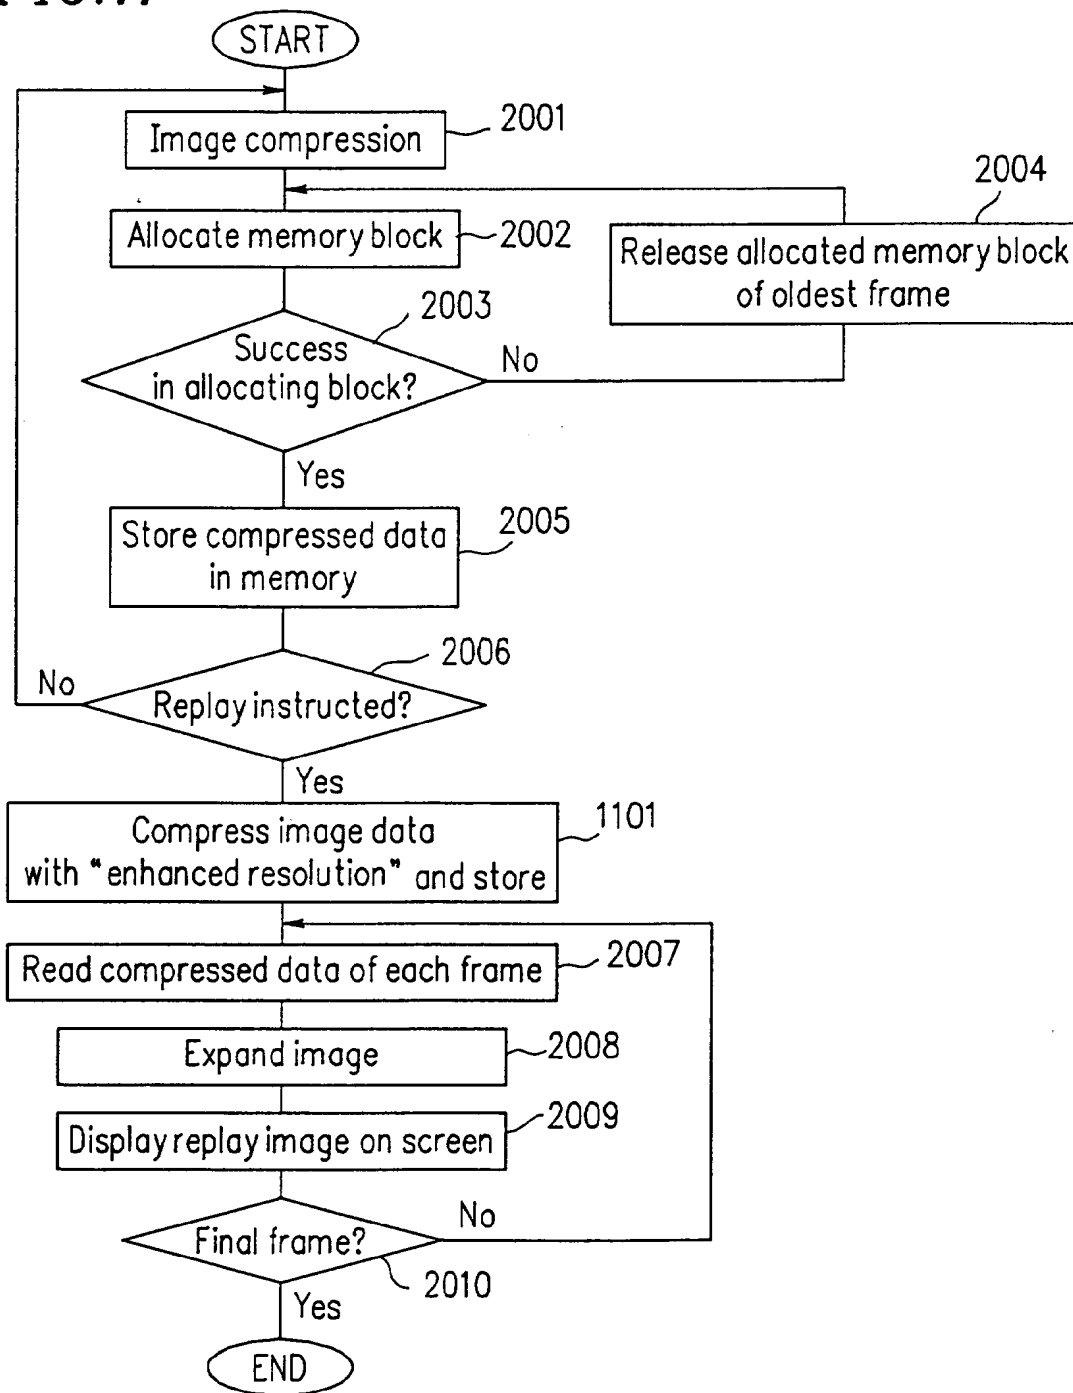 START
Image compression
2001
2004
Allocate memory block
2002
Release allocated memory block
of oldest frame
2003
Success
in allocating block?
No
Yes
Store compressed data
in memory
2005
2006
No
Replay instructed?
Yes
Compress image data
with "enhanced resolution" and store
1101
Read compressed data of each frame
2007
Expand image
2008
Display replay image on screen
2009
Final frame?
No
2010
Yes
END